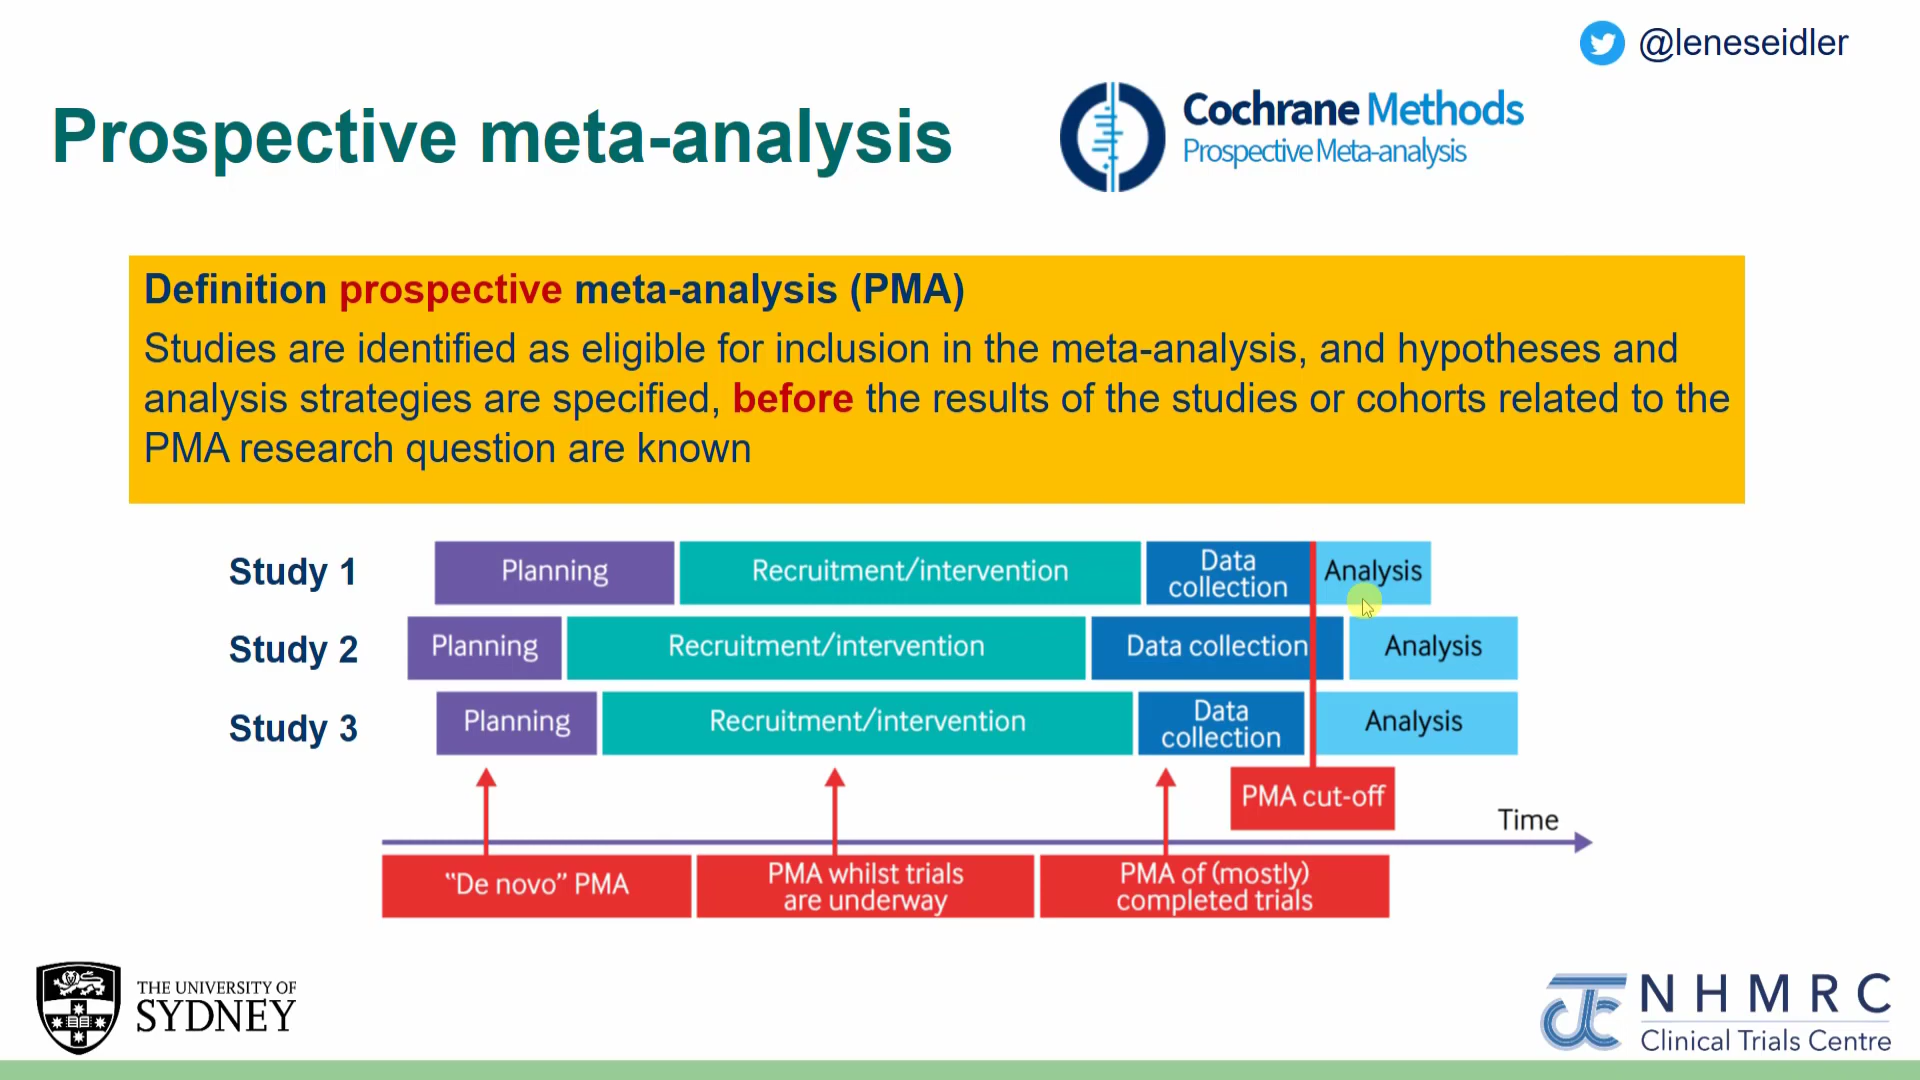 @leneseidler
Prospective meta-analysis
Cochrane Methods
Prospective Meta-analysis
Definition prospective meta-analysis (PMA)
Studies are identified as eligible for inclusion in the meta-analysis, and hypotheses and
analysis strategies are specified, before the results of the studies or cohorts related to the
PMA research question are known
Study 1
Planning
Recruitment/intervention
Data
collection
Analysis
Study 2
Planning
Recruitment/intervention
Data collection
Analysis
Study 3
Planning
Recruitment/intervention
Data
collection
Analysis
PMA cut-off
Time
"De novo" PMA
PMA whilst trials
are underway
PMA of (mostly)
completed trials
THE UNIVERSITY OF
SYDNEY
NHMRC
Clinical Trials Centre